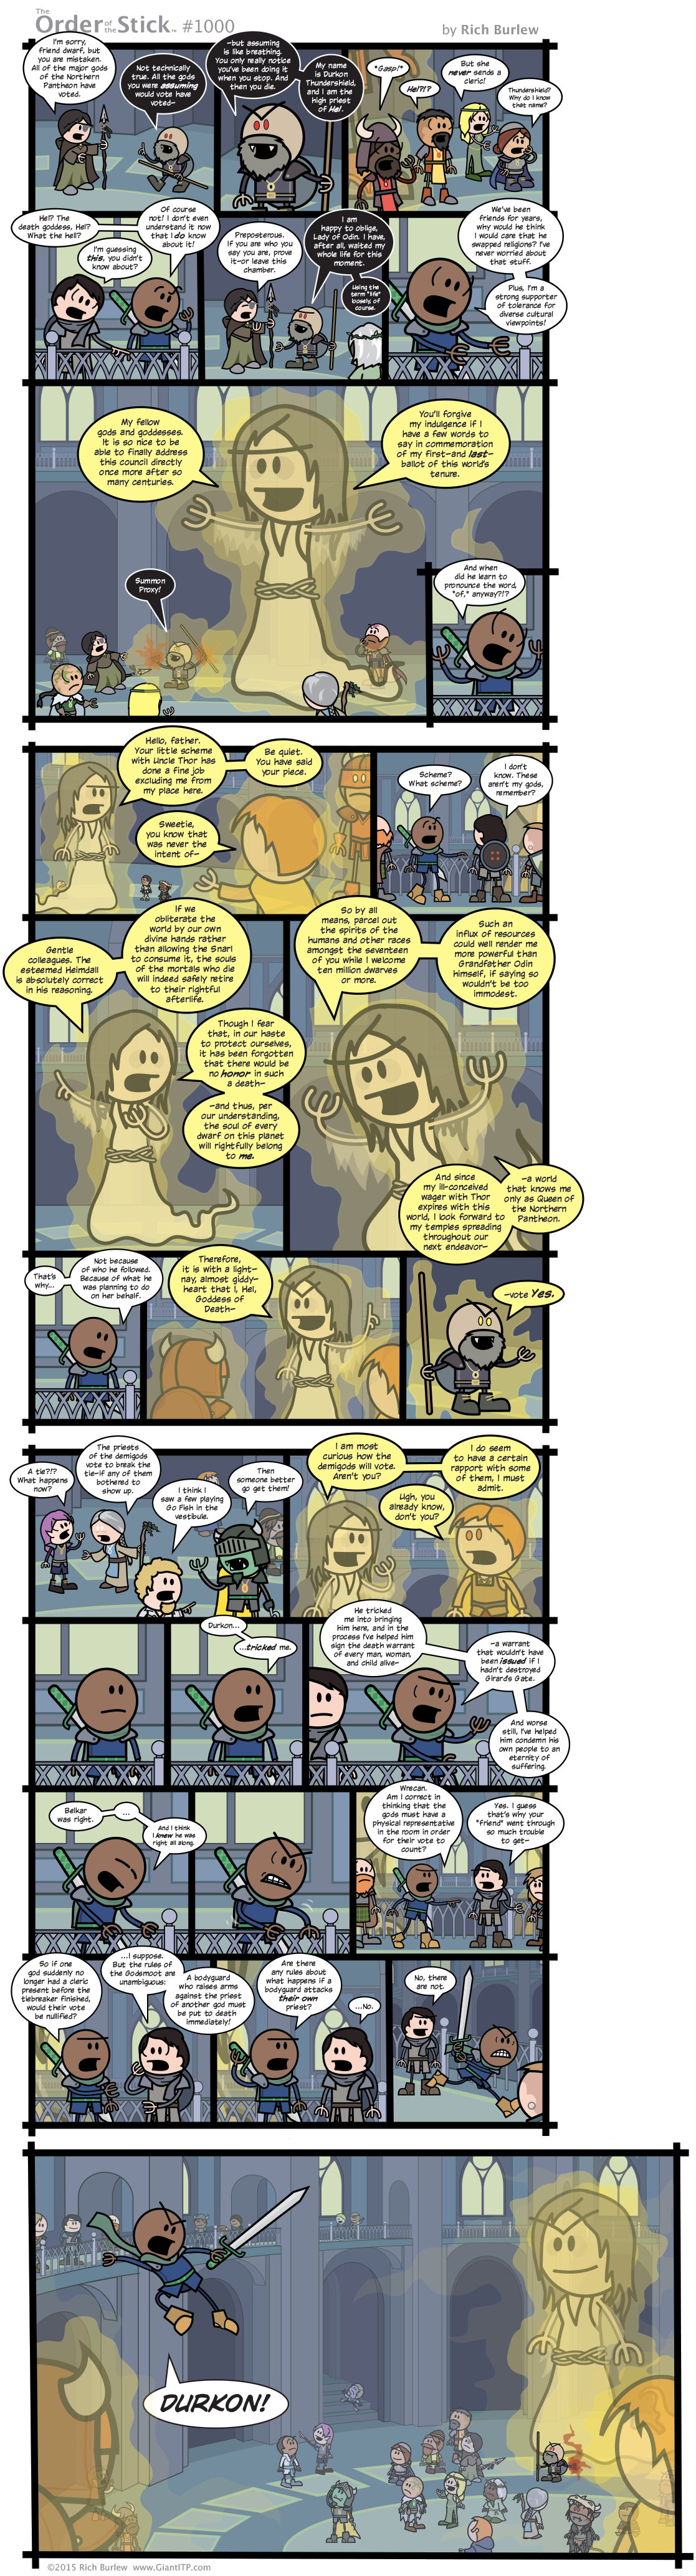 The
Order of the Stick™ #1000
by Rich Burlew
I'm sorry,
friend dwarf, but
you are mistaken.
All of the major gods
of the Northern
Pantheon have
voted.
Not technically
true. All the gods
you were assuming
would vote have
voted–
–but assuming
is like breathing.
You only really notice
you've been doing it
when you stop. And
then you die.
My name
is Durkon
Thundershield,
and I am the
high priest
of Hel.
*Gasp!*
Hel?!?
But she
never sends a
cleric!
Thundershield?
Why do I know
that name?
Hel? The
death goddess, Hel?
What the hell?
I'm guessing
this, you didn't
know about?
Of course
not! I don't even
understand it now
that I do know
about it!
Preposterous.
If you are who you
say you are, prove
it–or leave this
chamber.
I am
happy to oblige,
Lady of Odin. I
have, after all, waited my
whole life for this
moment.
Using the
term "life"
loosely, of
course.
We've been
friends for years,
why would he think
I would care that he
swapped religions? I've
never worried about
that stuff.
Plus, I'm a
strong supporter
of tolerance for
diverse cultural
viewpoints!
My fellow
gods and goddesses.
It is so nice to be
able to finally address
this council directly
once more after so
many centuries.
You'll forgive
my indulgence if I
have a few words to
say in commemoration
of my first–and last–
ballot of this world's
tenure.
Summon
Proxy!
And when
did he learn to
pronounce the word,
"of," anyway?!?
Hello, father.
Your little scheme
with Uncle Thor has
done a fine job
excluding me from
my place here.
Be quiet.
You have said
your piece.
Sweetie,
you know that
was never the
intent of–
Scheme?
What scheme?
I don't
know. These
aren't my gods,
remember?
Gentle
colleagues. The
esteemed Heimdall
is absolutely correct
in his reasoning.
If we
obliterate the
world by our own
divine hands rather
than allowing the Snarl
to consume it, the souls
of the mortals who die
will indeed safely retire
to their rightful
afterlife.
Though I fear
that, in our haste
to protect ourselves,
it has been forgotten
that there would be
no honor in such
a death–
–and thus, per
our understanding,
the soul of every
dwarf on this planet
will rightfully belong
to me.
So by all
means, parcel out
the spirits of the
humans and other races
amongst the seventeen
of you while I welcome
ten million dwarves
or more.
Such an
influx of resources
could well render me
more powerful than
Grandfather Odin
himself, if saying so
wouldn't be too
immodest.
And since
my ill-conceived
wager with Thor
expires with this
world, I look forward to
my temples spreading
throughout our
next endeavor–
–a world
that knows me
only as Queen of
the Northern
Pantheon.
That's
why...
Not because
of who he followed.
Because of what he
was planning to do
on her behalf.
Therefore,
it is with a light–
nay, almost giddy–
heart that I, Hel,
Goddess of
Death–
–vote Yes.
A tie?!?
What happens
now?
The priests
of the demigods
vote to break the
tie–if any of them
bothered to
show up.
I think I
saw a few playing
Go Fish in the
vestibule.
Then
someone better
go get them!
I am most
curious how the
demigods will vote.
Aren't you?
I do seem
to have a certain
rapport with some
of them, I must
admit.
Ugh, you
already know,
don't you?
Durkon...
...tricked me.
He tricked
me into bringing
him here, and in the
process I've helped him
sign the death warrant
of every man, woman,
and child alive–
–a warrant
that wouldn't have
been issued if I
hadn't destroyed
Girard's Gate.
And worse
still, I've helped
him condemn his
own people to an
eternity of
suffering.
Belkar
was right.
...
And I think
I knew he was
right all along.
Wrecan.
Am I correct in
thinking that the
gods must have a
physical representative
in the room in order
for their vote to
count?
Yes. I guess
that's why your
"friend" went through
so much trouble
to get–
So if one
god suddenly no
longer had a cleric
present before the
tiebreaker finished,
would their vote
be nullified?
...I suppose.
But the rules of
the Godsmoot are
unambiguous:
A bodyguard
who raises arms
against the priest
of another god must
be put to death
immediately!
Are there
any rules about
what happens if a
bodyguard attacks
their own
priest?
...No.
No, there
are not.
DURKON!
©2015 Rich Burlew www.GiantITP.com